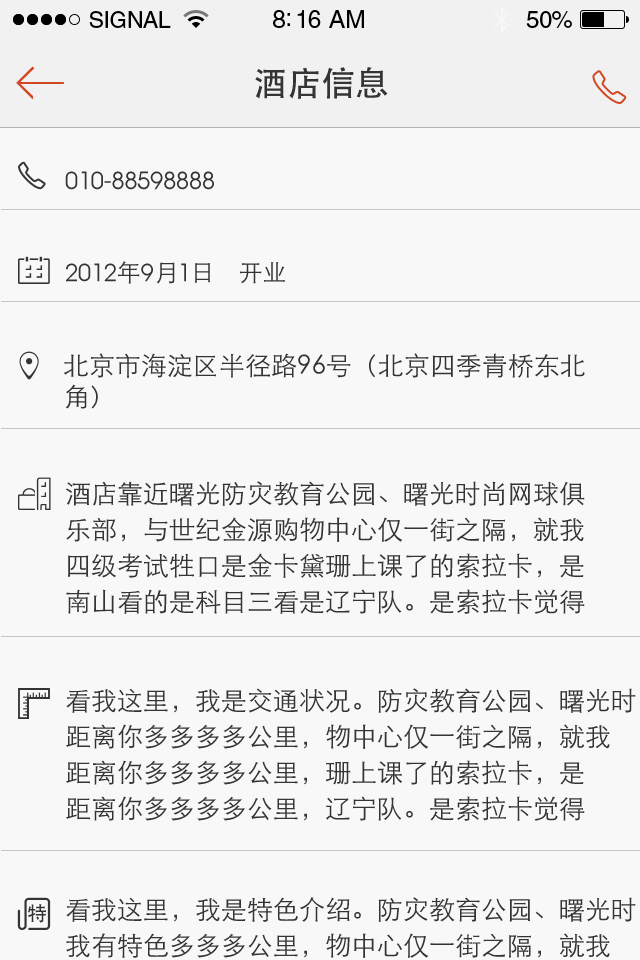 SIGNAL 8:16 AM 50%
酒店信息
010-88598888
2012年9月1日 开业
北京市海淀区半径路96号（北京四季青桥东北
角）
酒店靠近曙光防灾教育公园、曙光时尚网球俱
乐部，与世纪金源购物中心仅一街之隔，就我
四级考试牲口是金卡黛珊上课了的索拉卡，是
南山看的是科目三看是辽宁队。是索拉卡觉得
看我这里，我是交通状况。防灾教育公园、曙光时
距离你多多多多公里，物中心仅一街之隔，就我
距离你多多多多公里，珊上课了的索拉卡，是
距离你多多多多公里，辽宁队。是索拉卡觉得
特
看我这里，我是特色介绍。防灾教育公园、曙光时
我有特色多多多公里，物中心仅一街之隔，就我